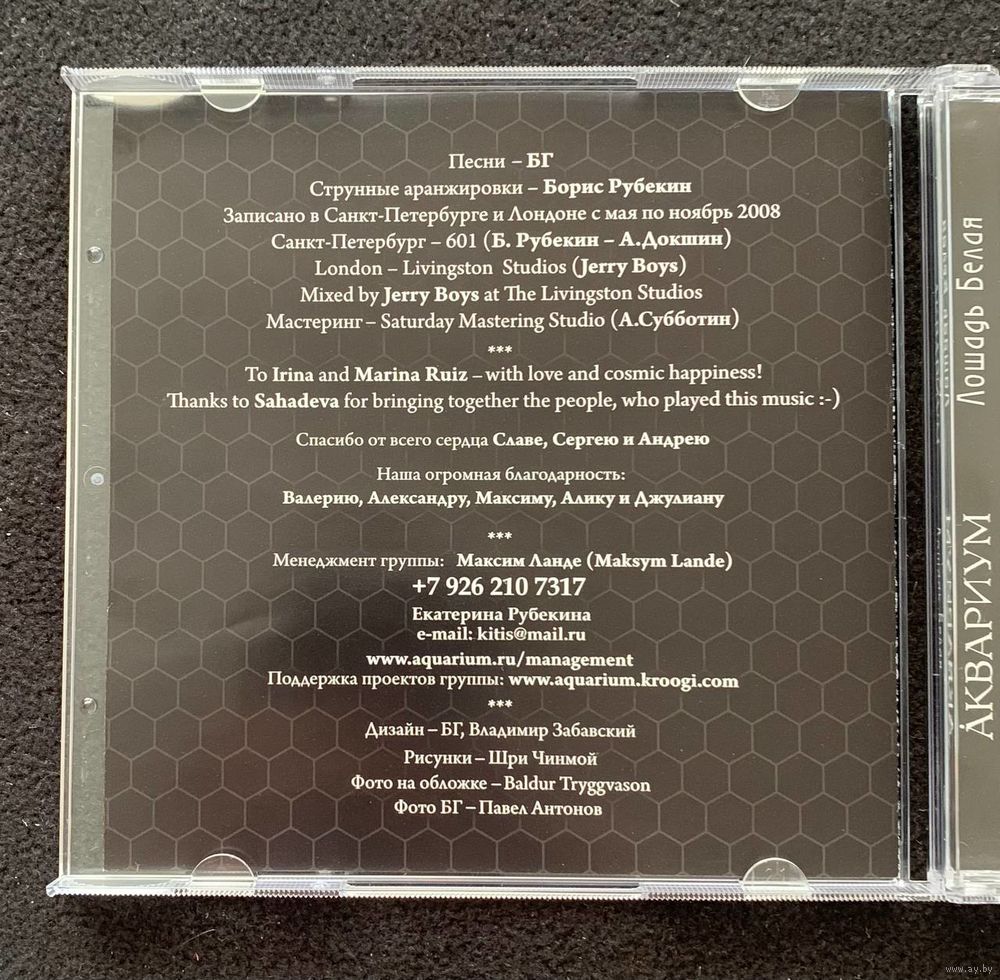 Песни – БГ
Струнные аранжировки – Борис Рубекин
Записано в Санкт-Петербурге и Лондоне с мая по ноябрь 2008
Санкт-Петербург – 601 (Б. Рубекин – А.Докшин)
London – Livingston Studios (Jerry Boys)
Mixed by Jerry Boys at The Livingston Studios
Мастеринг – Saturday Mastering Studio (А.Субботин)
***
To Irina and Marina Ruiz – with love and cosmic happiness!
Thanks to Sahadeva for bringing together the people, who played this music :-)
Спасибо от всего сердца Славе, Сергею и Андрею
Наша огромная благодарность:
Валерию, Александру, Максиму, Алику и Джулиану
***
Менеджмент группы: Максим Ланде (Maksym Lande)
+7 926 210 7317
Екатерина Рубекина
e-mail: kitis@mail.ru
www.aquarium.ru/management
Поддержка проектов группы: www.aquarium.kroogi.com
***
Дизайн – БГ, Владимир Забавский
Рисунки – Шри Чинмой
Фото на обложке – Baldur Tryggvason
Фото БГ – Павел Антонов
АКВАРИУМ Лошадь Белая
www.ay.by